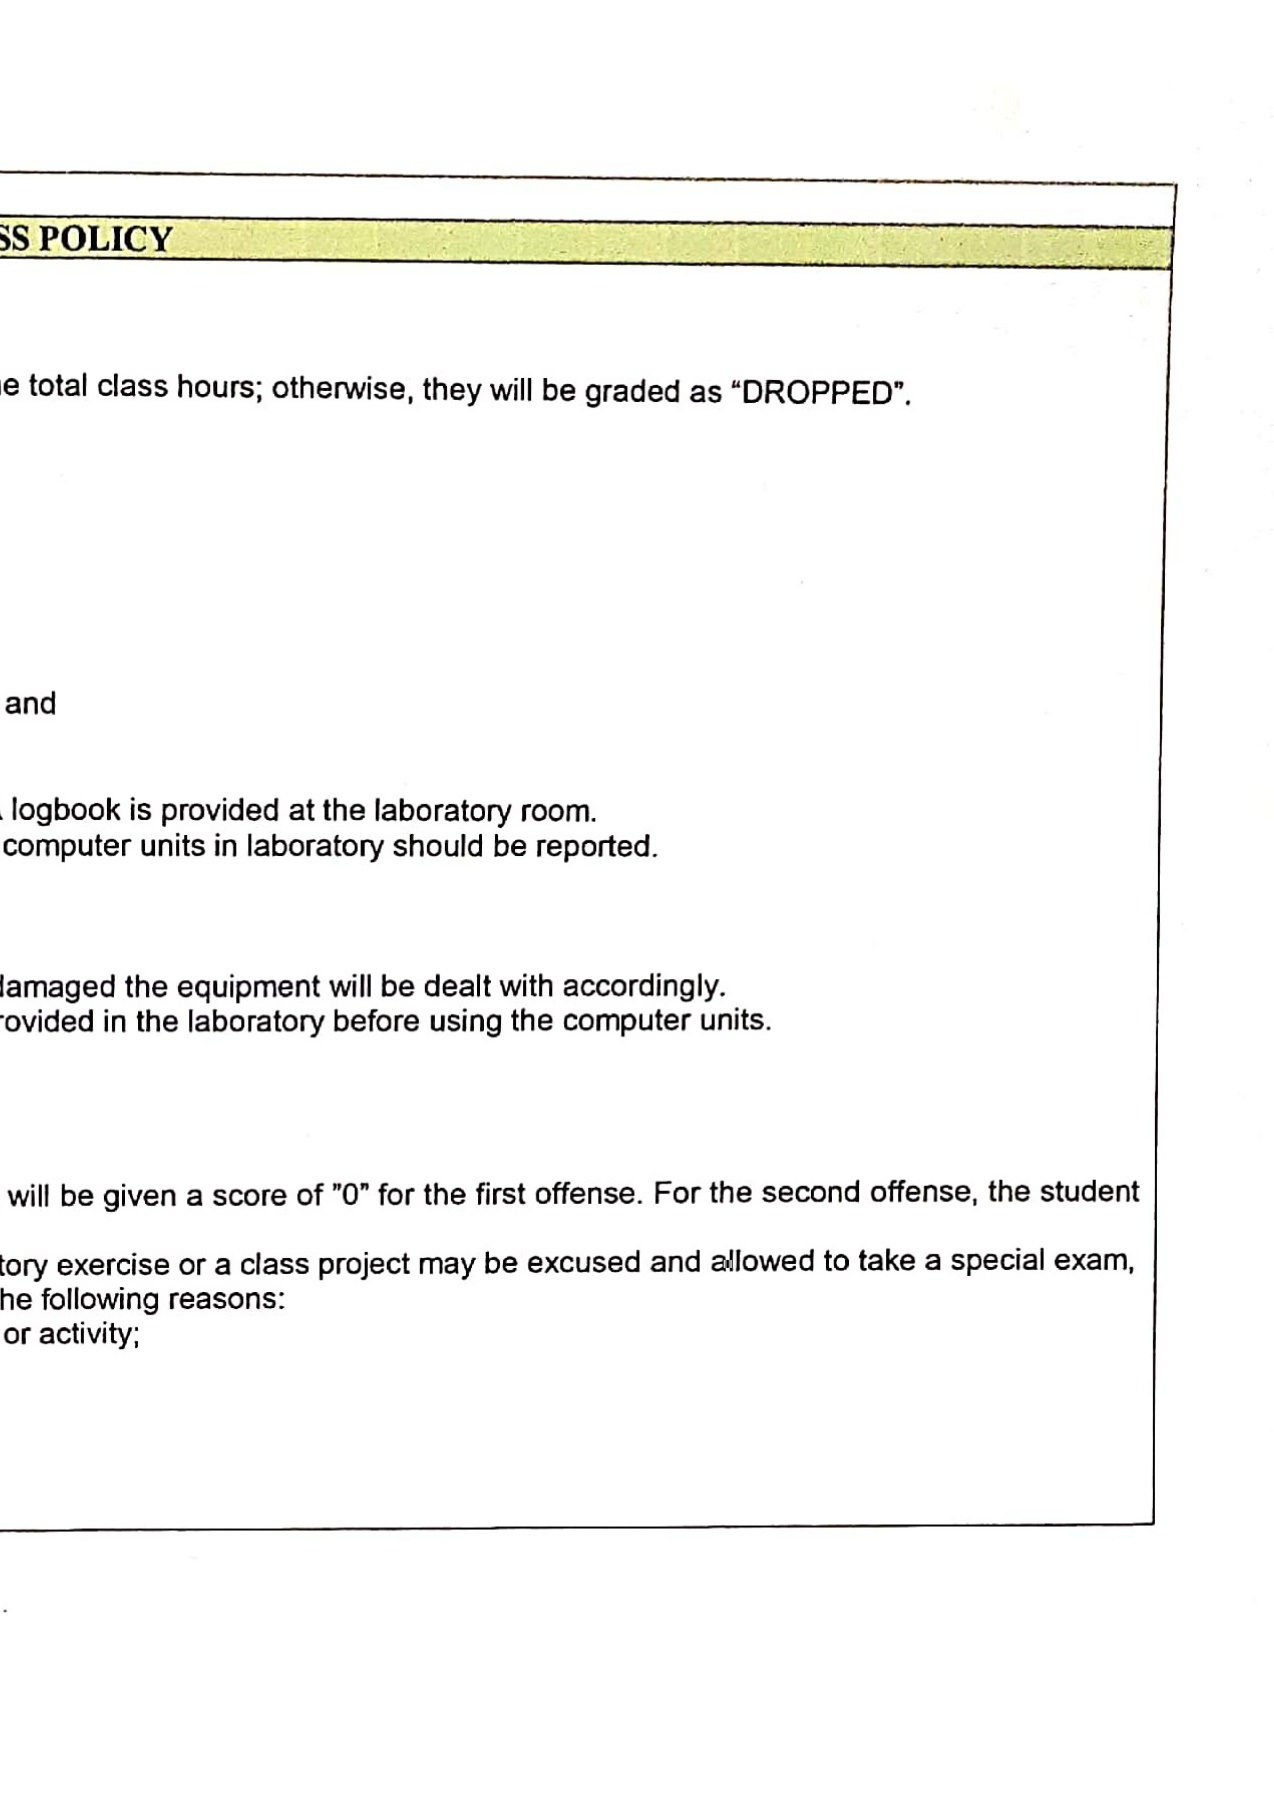 SS POLICY
e total class hours; otherwise, they will be graded as “DROPPED”.
and
logbook is provided at the laboratory room.
computer units in laboratory should be reported.
damaged the equipment will be dealt with accordingly.
rovided in the laboratory before using the computer units.
will be given a score of "0" for the first offense. For the second offense, the student
tory exercise or a class project may be excused and allowed to take a special exam,
he following reasons:
or activity;